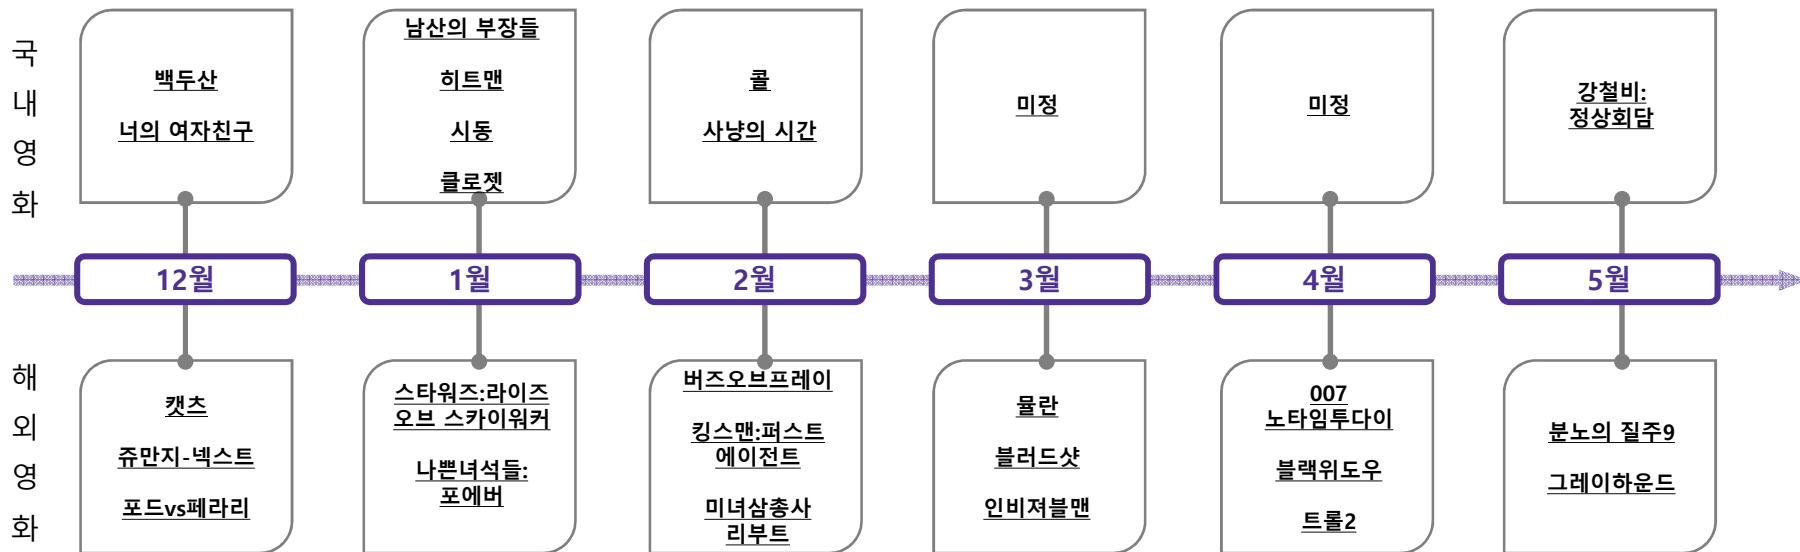 국
내
영
화
백두산
너의 여자친구
남산의 부장들
히트맨
시동
클로젯
콜
사냥의 시간
미정
미정
강철비:
정상회담
12월
1월
2월
3월
4월
5월
해
외
영
화
캣츠
쥬만지-넥스트
포드vs페라리
스타워즈:라이즈
오브 스카이워커
나쁜녀석들:
포에버
버즈오브프레이
킹스맨:퍼스트
에이전트
미녀삼총사
리부트
뮬란
블러드샷
인비져블맨
007
노타임투다이
블랙위도우
트롤2
분노의 질주9
그레이하운드